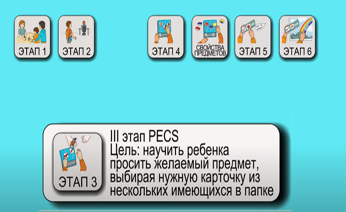 ЭТАП 1
ЭТАП 2
ЭТАП 4
СВОЙСТВА
ПРЕДМЕТОВ
ЭТАП 5
ЭТАП 6
ЭТАП 3
III этап PECS
Цель: научить ребенка
просить желаемый предмет,
выбирая нужную карточку из
нескольких имеющихся в папке